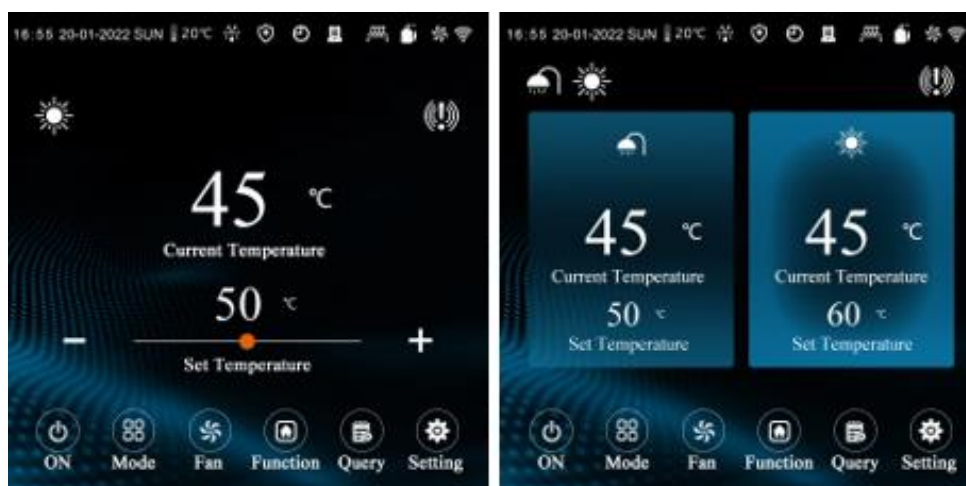 16:55 20-01-2022 SUN 20℃
45 ℃
Current Temperature
50 ℃
− +
Set Temperature
ON Mode Fan Function Query Setting
16:55 20-01-2022 SUN 20℃
45 ℃
Current Temperature
50 ℃
Set Temperature
45 ℃
Current Temperature
60 ℃
Set Temperature
ON Mode Fan Function Query Setting